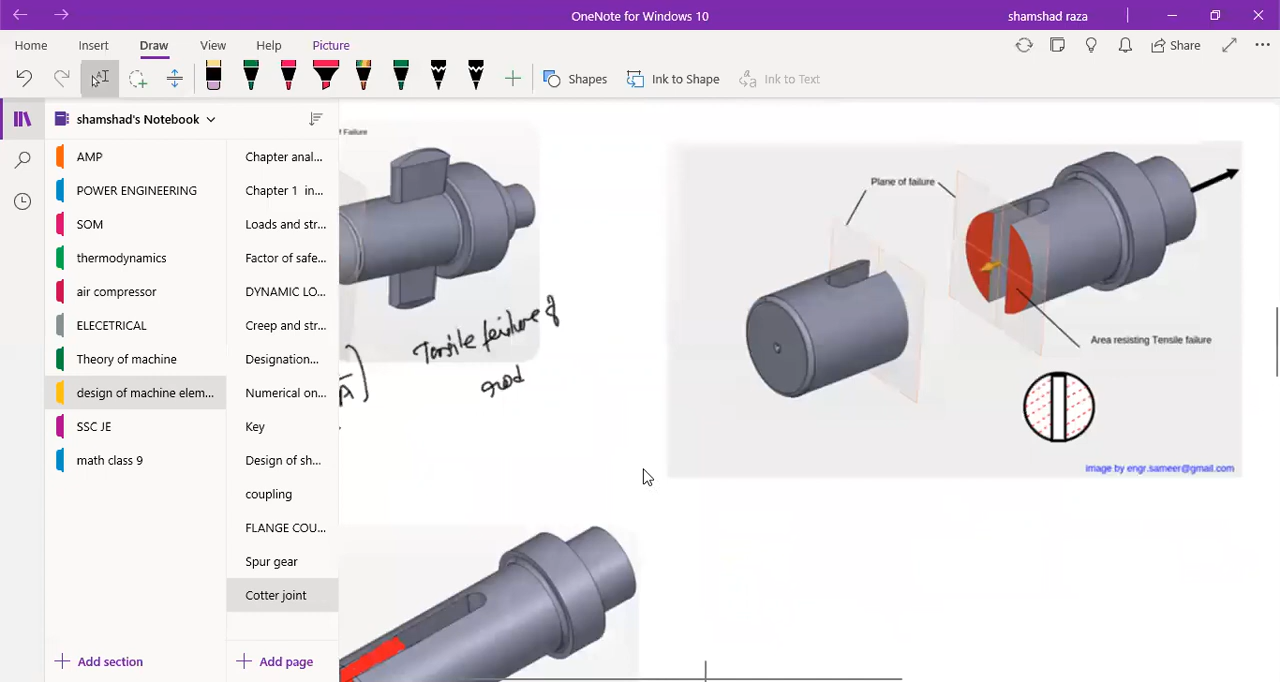 OneNote for Windows 10
shamshad raza
Home
Insert
Draw
View
Help
Picture
Share
Shapes
Ink to Shape
Ink to Text
shamshad's Notebook
AMP
POWER ENGINEERING
SOM
thermodynamics
air compressor
ELECETRICAL
Theory of machine
design of machine elem...
SSC JE
math class 9
Add section
Chapter anal...
Chapter 1 in...
Loads and str...
Factor of safe...
DYNAMIC LO...
Creep and str...
Designation...
Numerical on...
Key
Design of sh...
coupling
FLANGE COU...
Spur gear
Cotter joint
Add page
Failure
Tensile failure of
rod
Plane of failure
Area resisting Tensile failure
image by engr.sameer@gmail.com